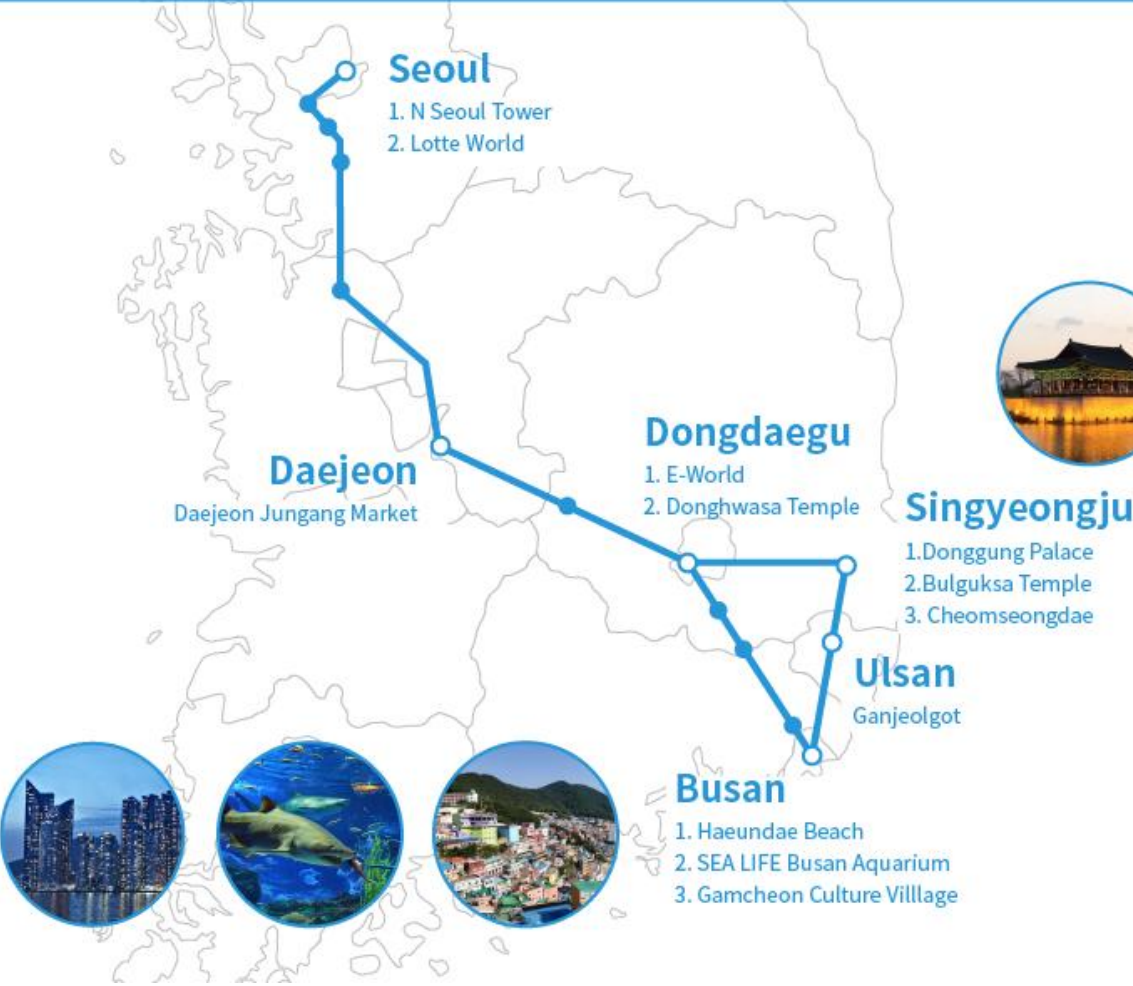 Seoul
1. N Seoul Tower
2. Lotte World
Daejeon
Daejeon Jungang Market
Dongdaegu
1. E-World
2. Donghwasa Temple
Singyeongju
1.Donggung Palace
2.Bulguksa Temple
3. Cheomseongdae
Ulsan
Ganjeolgot
Busan
1. Haeundae Beach
2. SEA LIFE Busan Aquarium
3. Gamcheon Culture Villlage